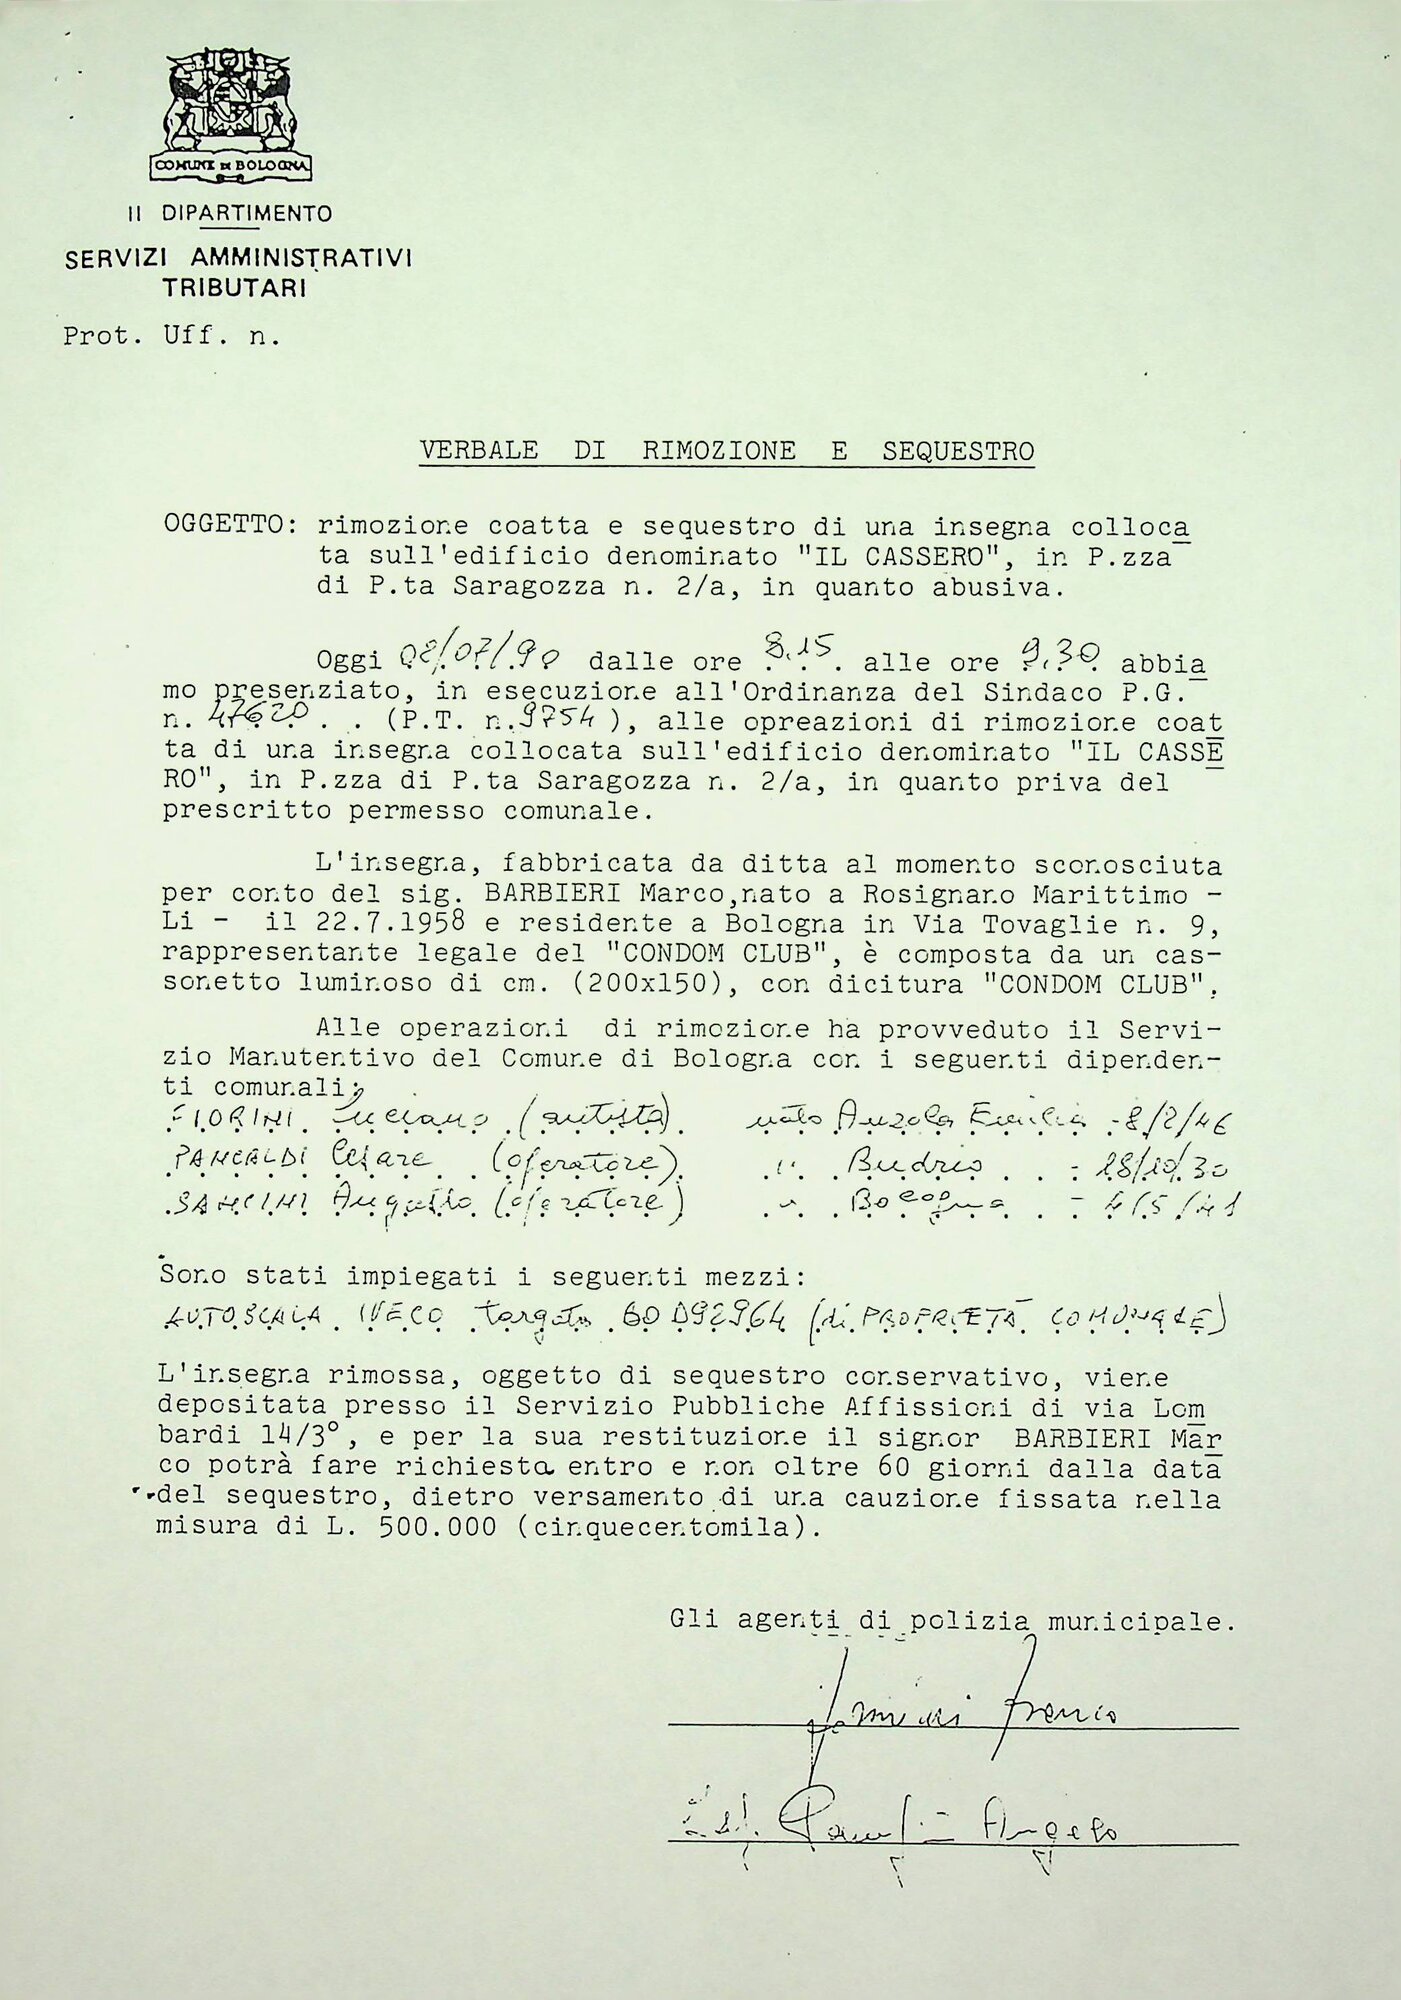 COMUNE DI BOLOGNA
II DIPARTIMENTO
SERVIZI AMMINISTRATIVI
TRIBUTARI
Prot. Uff. n.
VERBALE DI RIMOZIONE E SEQUESTRO
OGGETTO: rimozione coatta e sequestro di una insegna colloca
ta sull'edificio denominato "IL CASSERO", in P.zza
di P.ta Saragozza n. 2/a, in quanto abusiva.
Oggi 02/07/90 dalle ore 8.15 alle ore 9.30 abbia
mo presenziato, in esecuzione all'Ordinanza del Sindaco P.G.
n. 47620 . . (P.T. n. 9754), alle opreazioni di rimozione coat
ta di una insegna collocata sull'edificio denominato "IL CASSE
RO", in P.zza di P.ta Saragozza n. 2/a, in quanto priva del
prescritto permesso comunale.
L'insegna, fabbricata da ditta al momento sconosciuta
per conto del sig. BARBIERI Marco,nato a Rosignano Marittimo -
Li - il 22.7.1958 e residente a Bologna in Via Tovaglie n. 9,
rappresentante legale del "CONDOM CLUB", è composta da un cas-
sonetto luminoso di cm. (200x150), con dicitura "CONDOM CLUB".
Alle operazioni di rimozione ha provveduto il Servi-
zio Manutentivo del Comune di Bologna con i seguenti dipenden-
ti comunali:
FIORINI Luciano (autista) nato Anzola Emilia - 8/2/46
PANCALDI Cesare (operatore) " Budrio - 18/10/30
SANCINI Augusto (operatore) " Bologna - 4/5/41
Sono stati impiegati i seguenti mezzi:
AUTOSCALA IVECO targata BO D92964 (di PROPRIETÀ COMUNALE)
L'insegna rimossa, oggetto di sequestro conservativo, viene
depositata presso il Servizio Pubbliche Affissioni di via Lom
bardi 14/3°, e per la sua restituzione il signor BARBIERI Mar
co potrà fare richiesta entro e non oltre 60 giorni dalla data
del sequestro, dietro versamento di una cauzione fissata nella
misura di L. 500.000 (cinquecentomila).
Gli agenti di polizia municipale.
Franco
Angelo